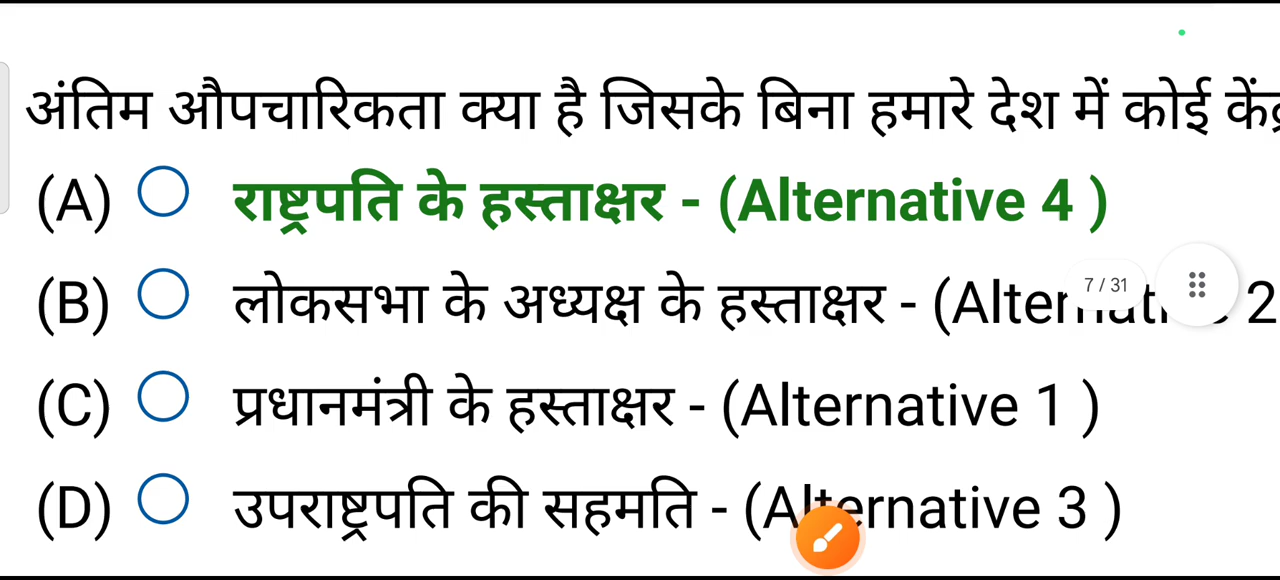 अंतिम औपचारिकता क्या है जिसके बिना हमारे देश में कोई
(A) राष्ट्रपति के हस्ताक्षर - (Alternative 4 )
(B) लोकसभा के अध्यक्ष के हस्ताक्षर - 2
7 / 31
(C) प्रधानमंत्री के हस्ताक्षर - (Alternative 1 )
(D) उपराष्ट्रपति की सहमति - (Alternative 3 )